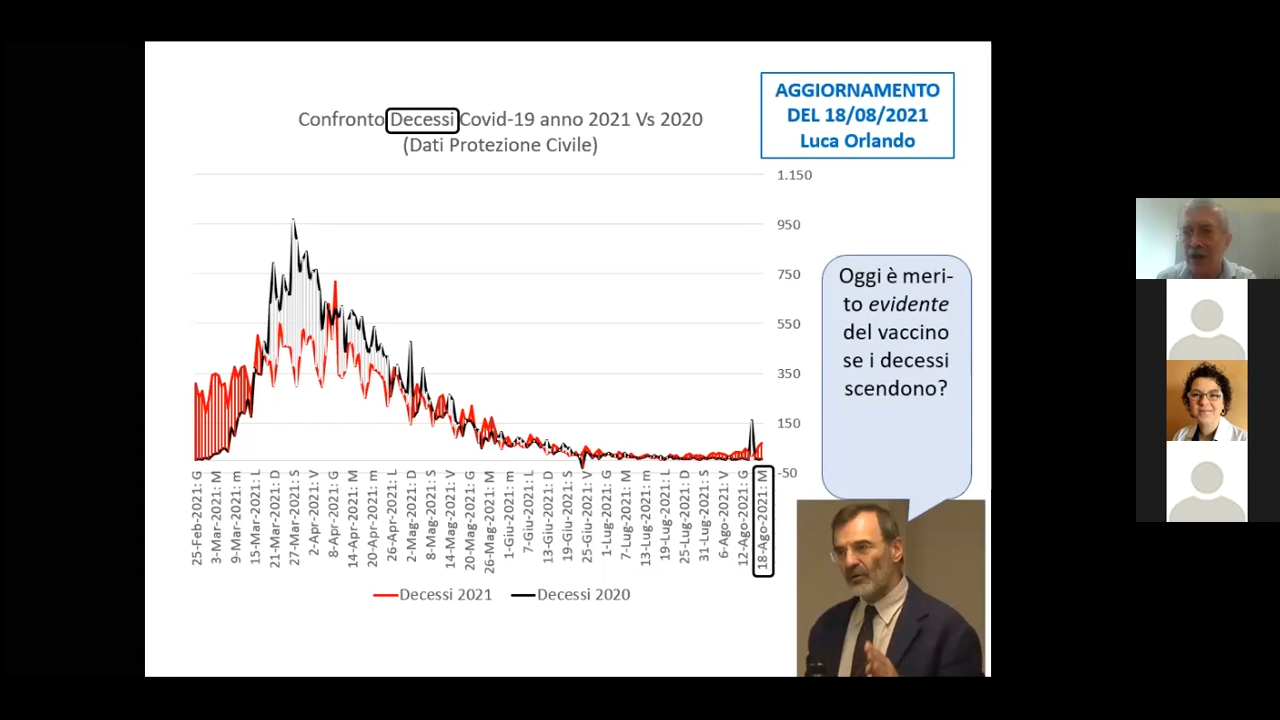 AGGIORNAMENTO
DEL 18/08/2021
Luca Orlando
Confronto Decessi Covid-19 anno 2021 Vs 2020
(Dati Protezione Civile)
1.150
950
750
550
350
150
-50
Oggi è meri-
to evidente
del vaccino
se i decessi
scendono?
25-Feb-2021: G
3-Mar-2021: M
9-Mar-2021: m
15-Mar-2021: L
21-Mar-2021: D
27-Mar-2021: S
2-Apr-2021: V
8-Apr-2021: G
14-Apr-2021: M
20-Apr-2021: m
26-Apr-2021: L
2-Mag-2021: D
8-Mag-2021: S
14-Mag-2021: V
20-Mag-2021: G
26-Mag-2021: M
1-Giu-2021: m
7-Giu-2021: L
13-Giu-2021: D
19-Giu-2021: S
25-Giu-2021: V
1-Lug-2021: G
7-Lug-2021: M
13-Lug-2021: m
19-Lug-2021: L
25-Lug-2021: D
31-Lug-2021: S
6-Ago-2021: V
12-Ago-2021: G
18-Ago-2021: M
Decessi 2021
Decessi 2020